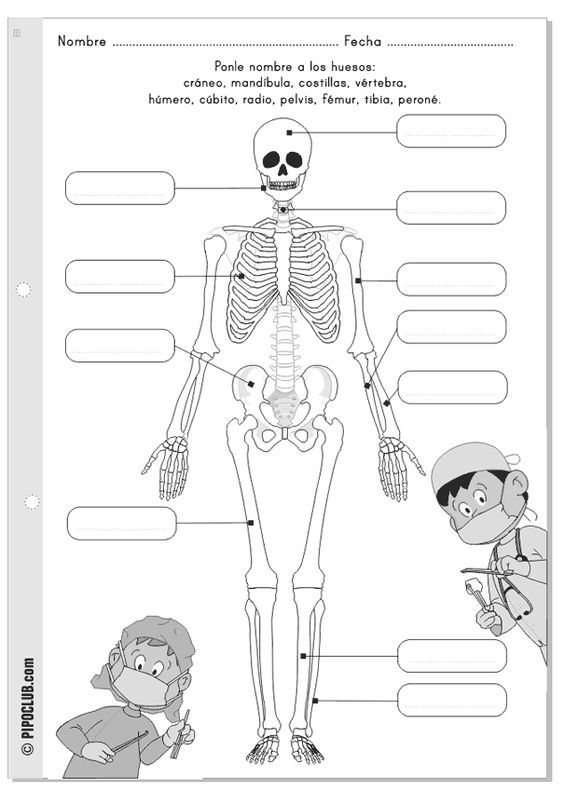 Nombre ........................................................ Fecha ................................
Ponle nombre a los huesos:
cráneo, mandíbula, costillas, vértebra,
húmero, cúbito, radio, pelvis, fémur, tibia, peroné.
© PIPOCLUB.com